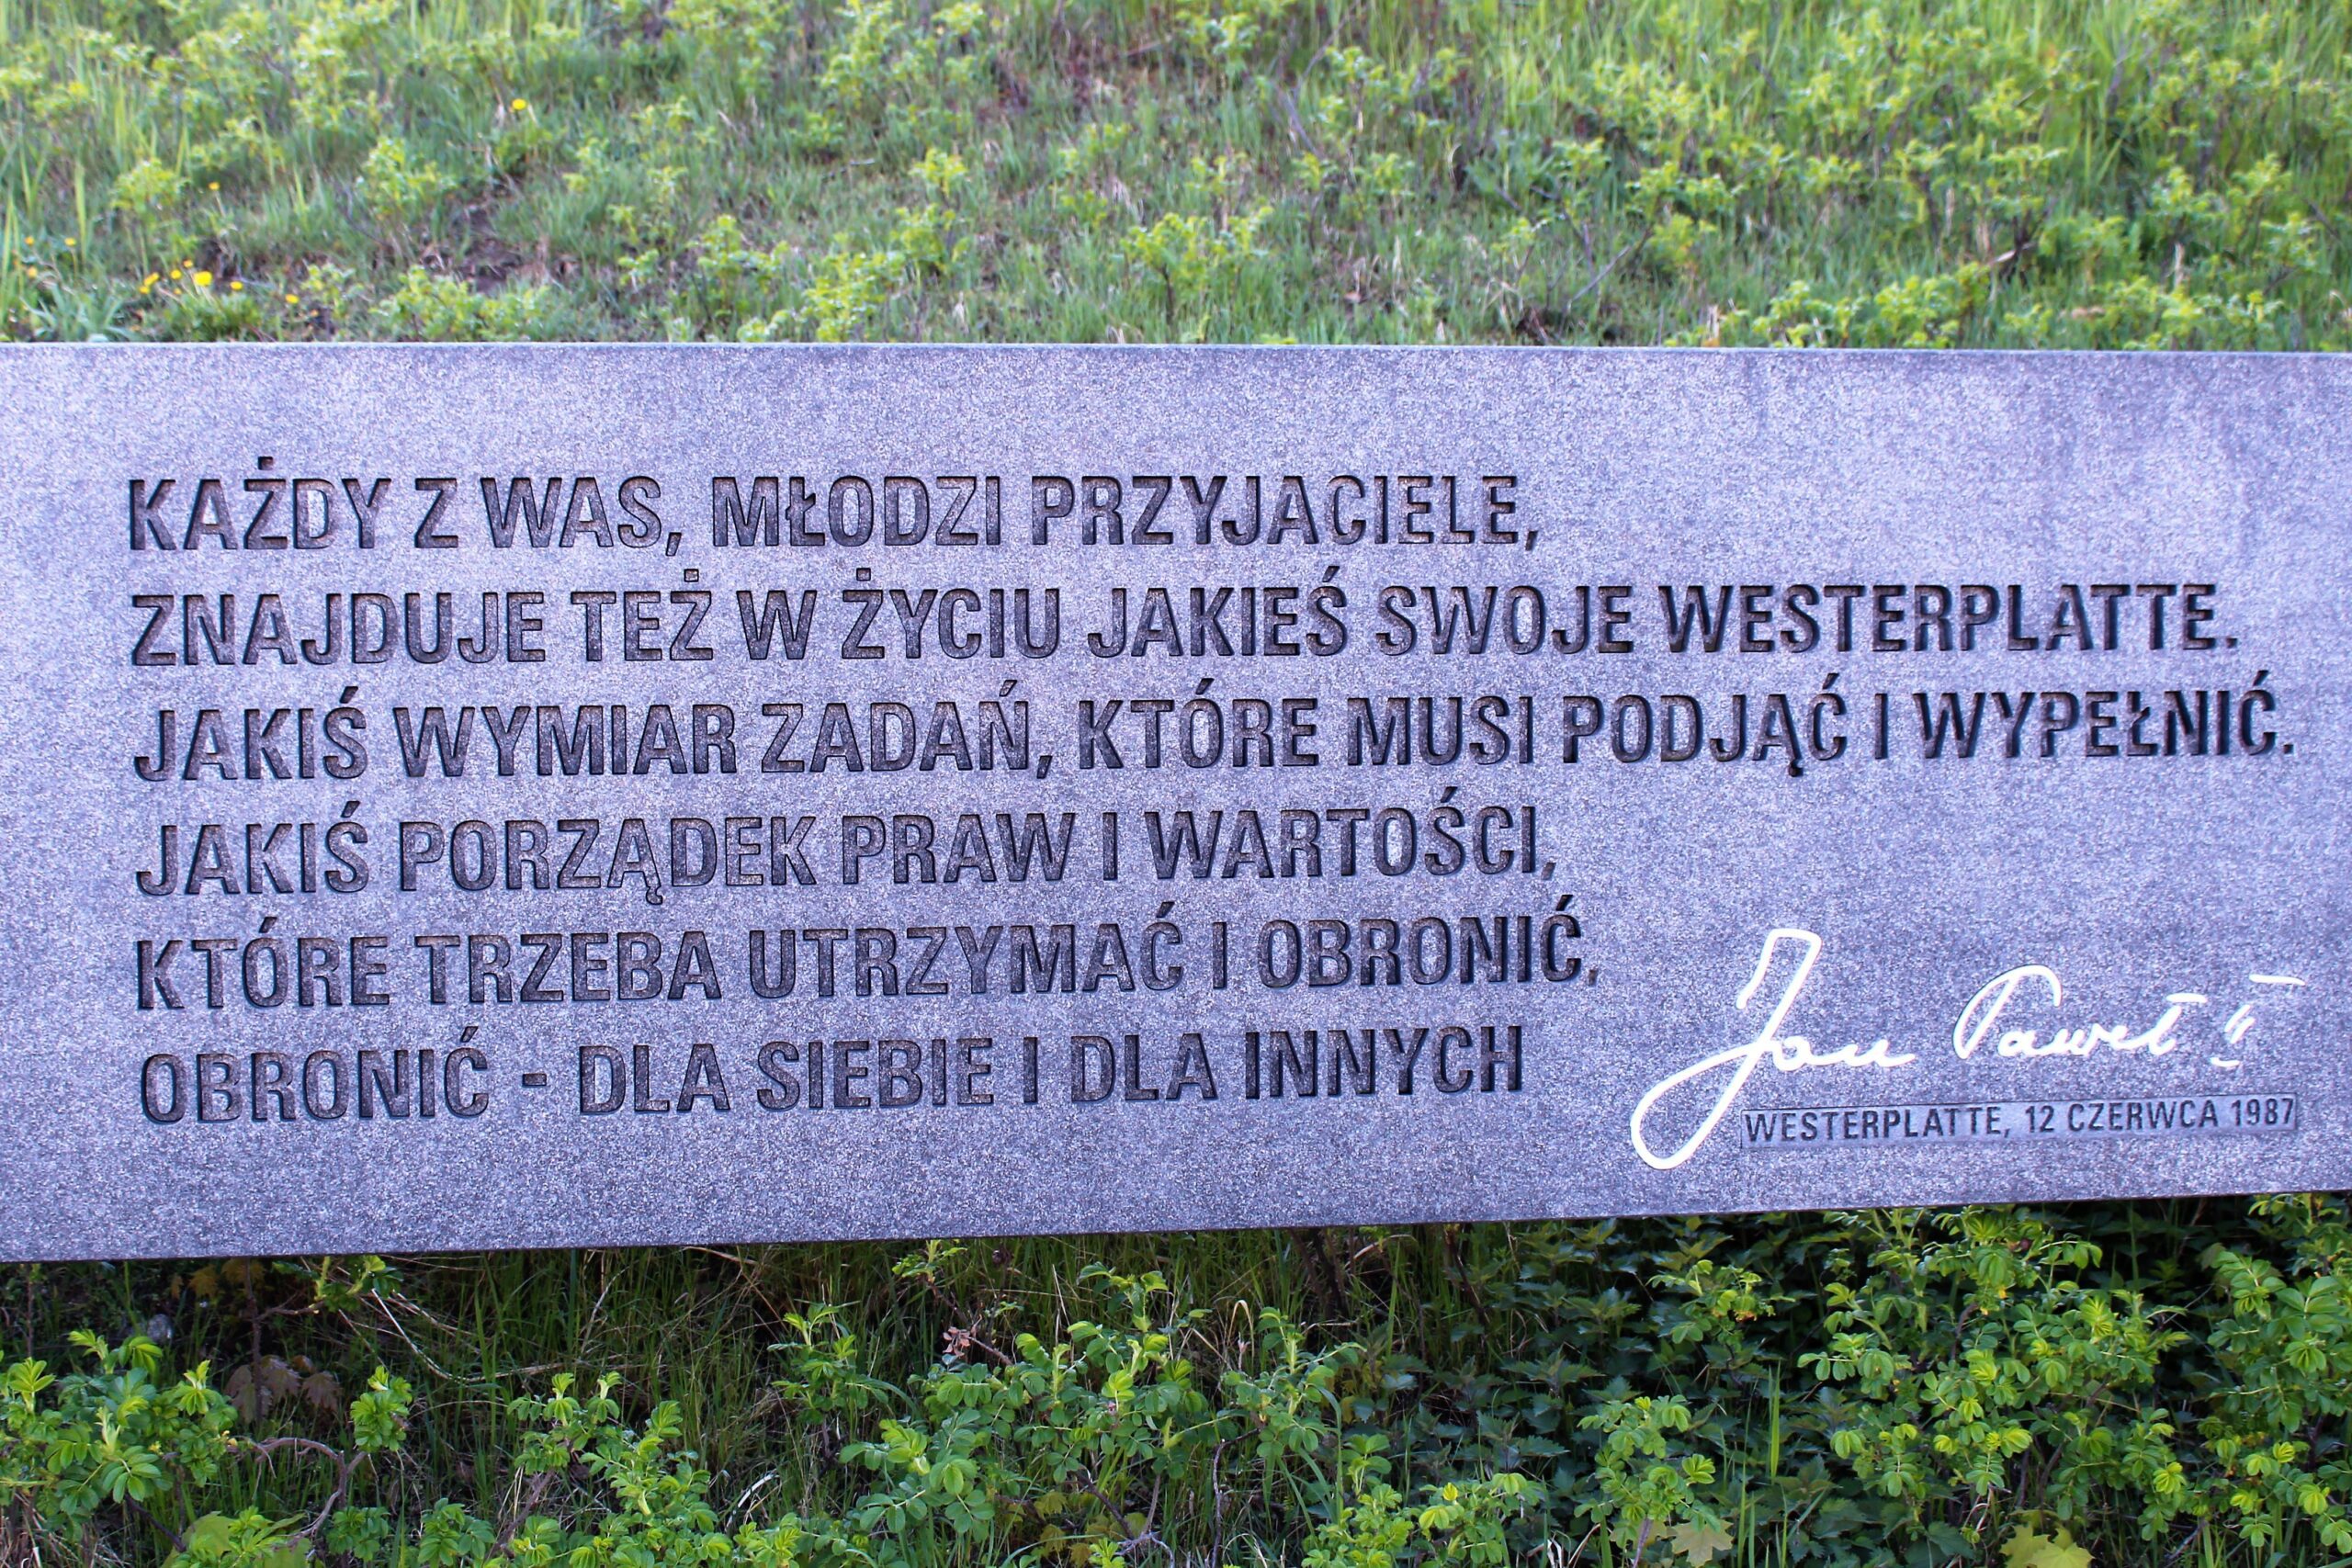 KAŻDY Z WAS, MŁODZI PRZYJACIELE,
ZNAJDUJE TEŻ W ŻYCIU JAKIEŚ SWOJE WESTERPLATTE.
JAKIŚ WYMIAR ZADAŃ, KTÓRE MUSI PODJĄĆ I WYPEŁNIĆ.
JAKIŚ PORZĄDEK PRAW I WARTOŚCI,
KTÓRE TRZEBA UTRZYMAĆ I OBRONIĆ,
OBRONIĆ - DLA SIEBIE I DLA INNYCH
Jan Paweł II
WESTERPLATTE, 12 CZERWCA 1987